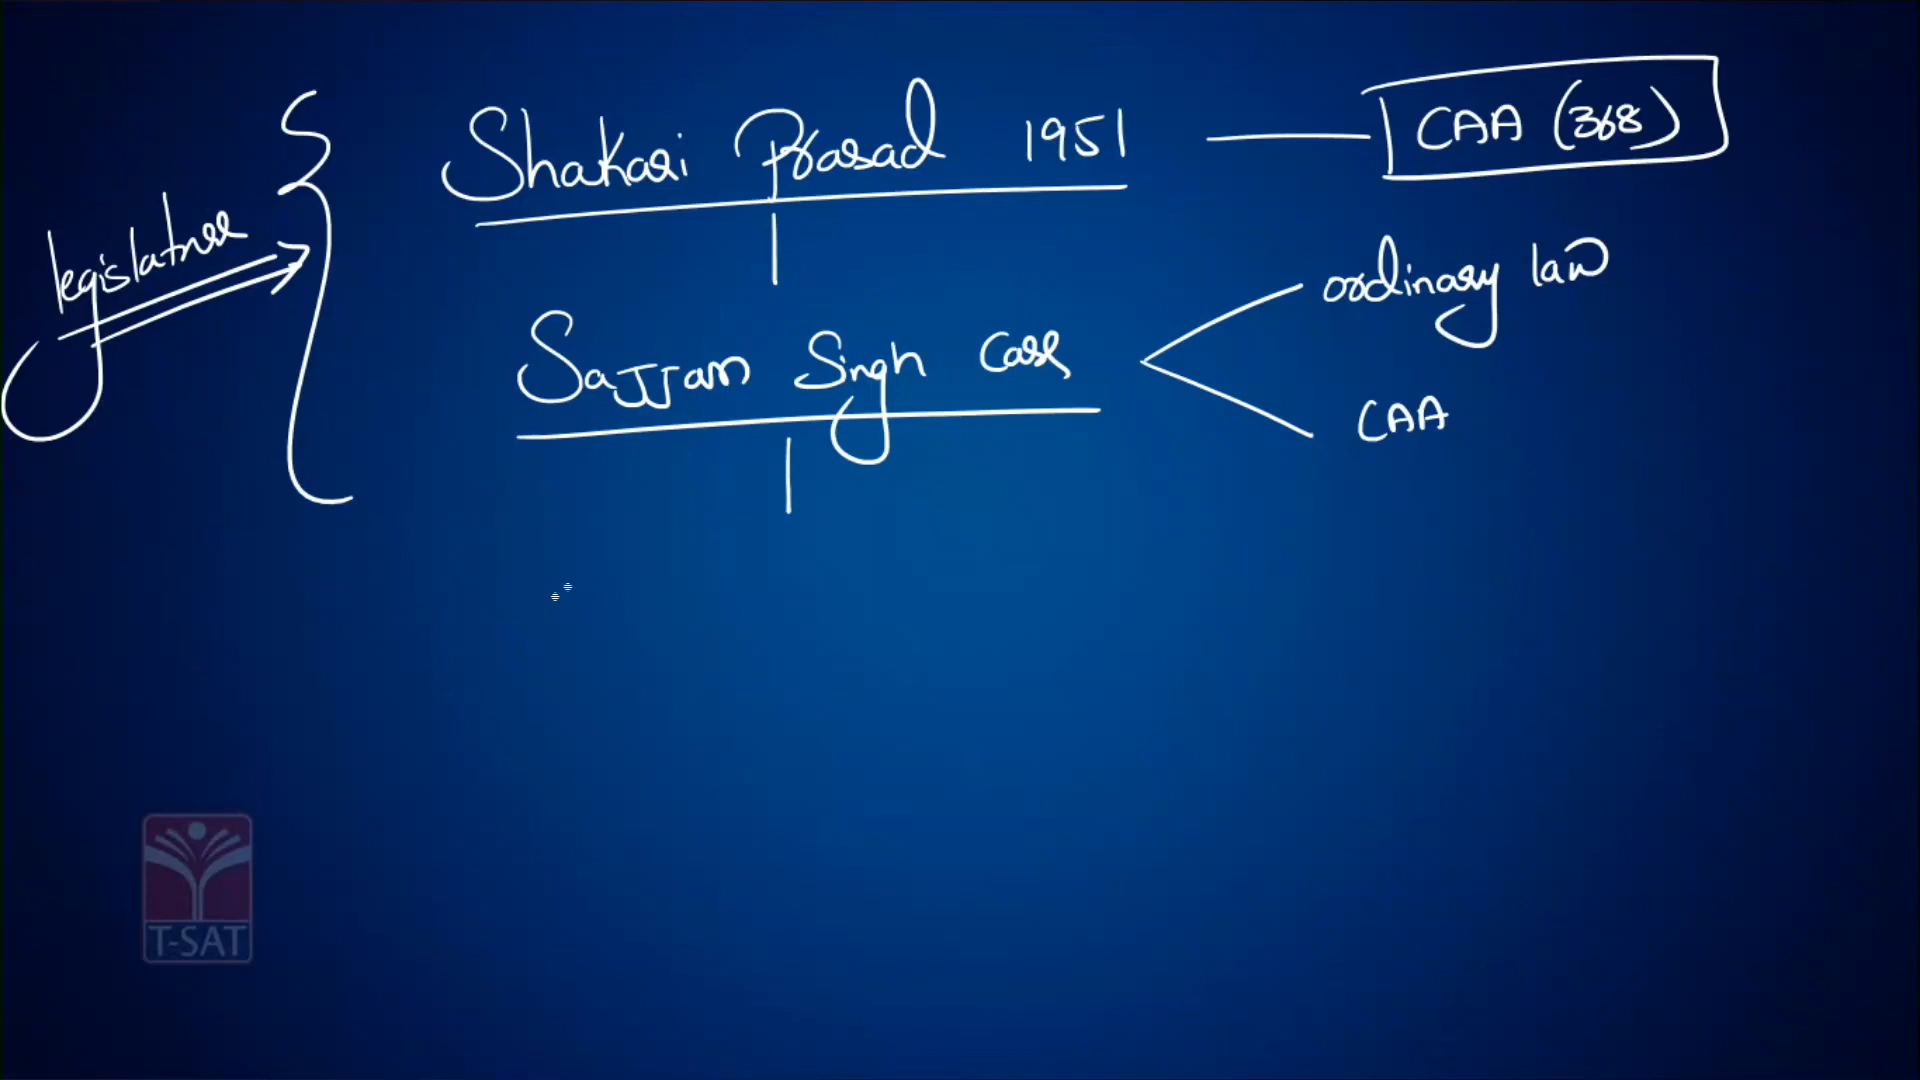 Shakari Prasad 1951
CAA (368)
legislature
ordinary law
Sajjan Singh Case
CAA
T-SAT